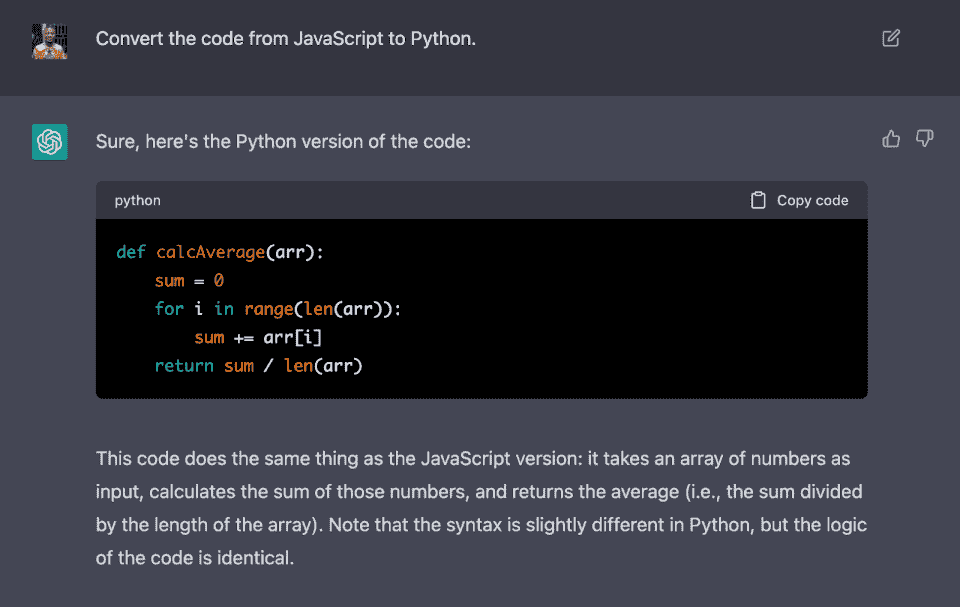 Convert the code from JavaScript to Python.
Sure, here's the Python version of the code:
python
Copy code
def calcAverage(arr):
    sum = 0
    for i in range(len(arr)):
        sum += arr[i]
    return sum / len(arr)
This code does the same thing as the JavaScript version: it takes an array of numbers as
input, calculates the sum of those numbers, and returns the average (i.e., the sum divided
by the length of the array). Note that the syntax is slightly different in Python, but the logic
of the code is identical.